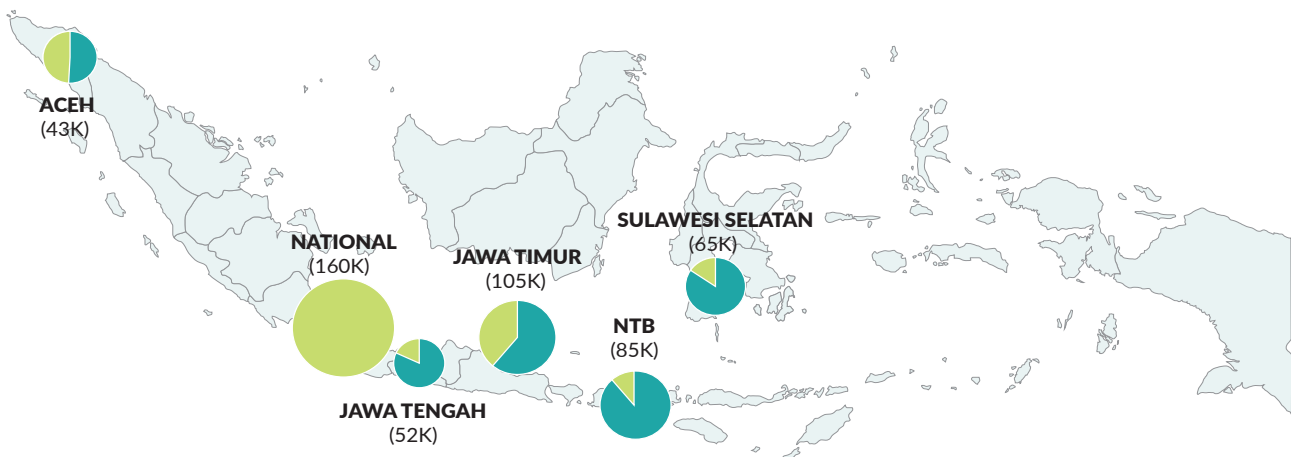 ACEH
(43K)
NATIONAL
(160K)
JAWA TIMUR
(105K)
SULAWESI SELATAN
(65K)
NTB
(85K)
JAWA TENGAH
(52K)